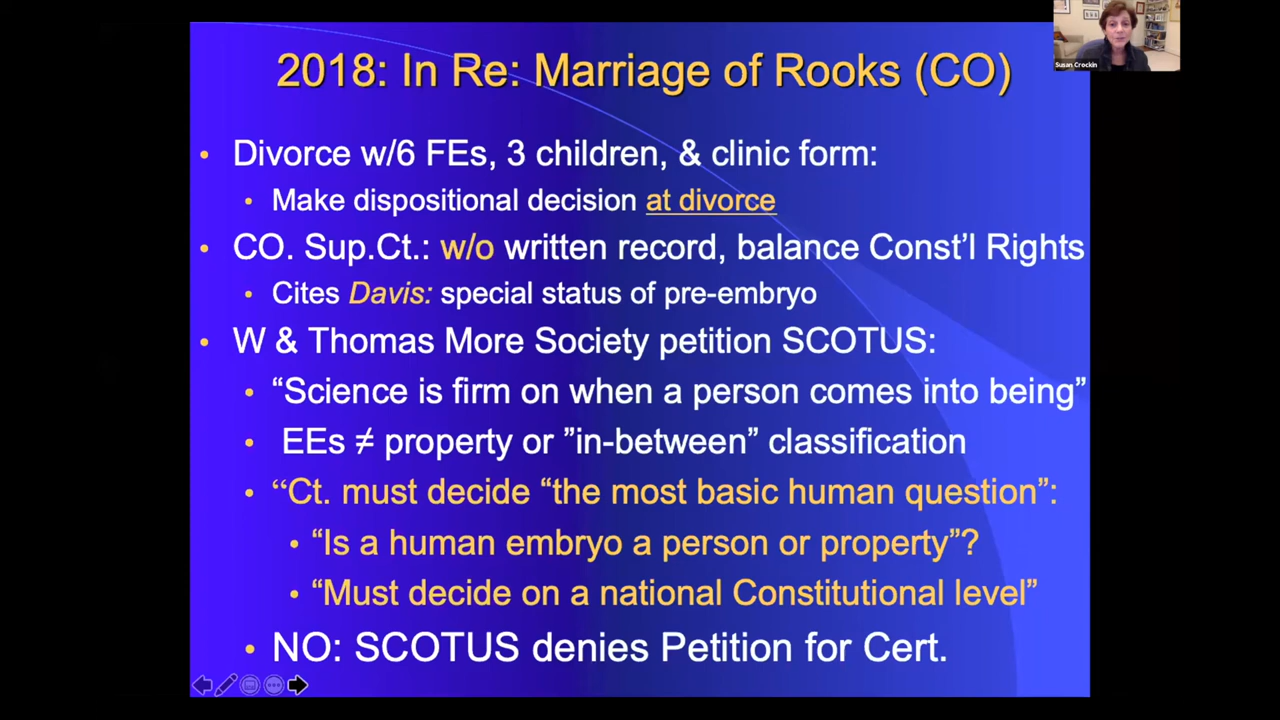 2018: In Re: Marriage of Rooks (CO)
Susan Crockin
• Divorce w/6 FEs, 3 children, & clinic form:
• Make dispositional decision at divorce
• CO. Sup.Ct.: w/o written record, balance Const’l Rights
• Cites Davis: special status of pre-embryo
• W & Thomas More Society petition SCOTUS:
• “Science is firm on when a person comes into being”
• EEs ≠ property or ”in-between” classification
• “Ct. must decide “the most basic human question”:
• “Is a human embryo a person or property”?
• “Must decide on a national Constitutional level”
• NO: SCOTUS denies Petition for Cert.